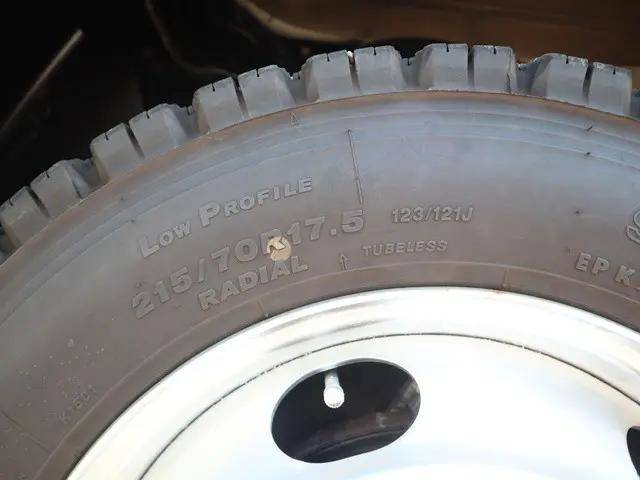 LOW PROFILE
215/70R17.5 123/121J
RADIAL
TUBELESS
EP K